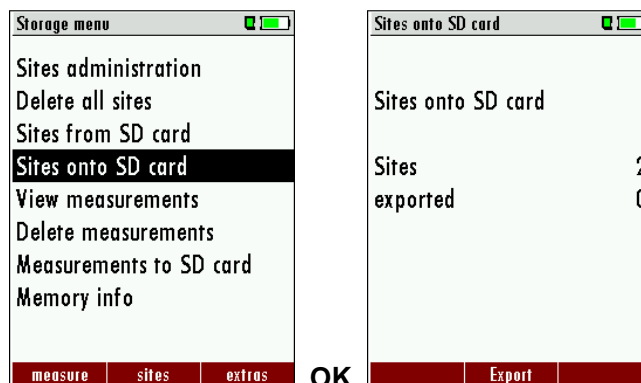 Storage menu
Sites administration
Delete all sites
Sites from SD card
Sites onto SD card
View measurements
Delete measurements
Measurements to SD card
Memory info
measure sites extras
OK
Sites onto SD card
Sites onto SD card
Sites 2
exported 0
Export